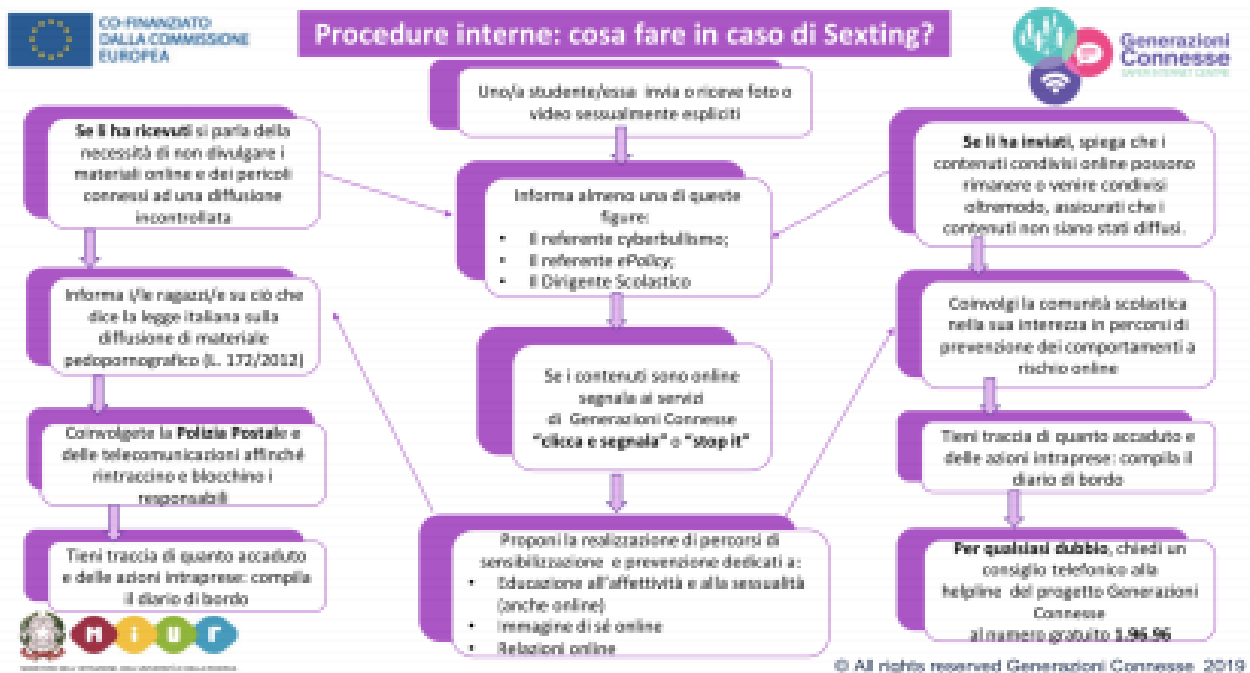 CO-FINANZIATO
DALLA COMMISSIONE
EUROPEA
Procedure interne: cosa fare in caso di Sexting?
Generazioni
Connesse
SAFER INTERNET CENTRE
Uno/a studente/essa invia o riceve foto o
video sessualmente espliciti
Se li ha ricevuti si parla della
necessità di non divulgare i
materiali online e dei pericoli
connessi ad una diffusione
incontrollata
Informa i/le ragazzi/e su ciò che
dice la legge italiana sulla
diffusione di materiale
pedopornografico (L. 172/2012)
Coinvolgete la Polizia Postale e
delle telecomunicazioni affinché
rintraccino e blocchino i
responsabili
Tieni traccia di quanto accaduto
e delle azioni intraprese: compila
il diario di bordo
Informa almeno una di queste
figure:
• Il referente cyberbullismo;
• Il referente ePolicy;
• Il Dirigente Scolastico
Se i contenuti sono online
segnala ai servizi
di Generazioni Connesse
"clicca e segnala" o "stop it"
Proponi la realizzazione di percorsi di
sensibilizzazione e prevenzione dedicati a:
• Educazione all'affettività e alla sessualità
(anche online)
• Immagine di sé online
• Relazioni online
Se li ha inviati, spiega che i
contenuti condivisi online possono
rimanere o venire condivisi
oltremodo, assicurati che i
contenuti non siano stati diffusi.
Coinvolgi la comunità scolastica
nella sua interezza in percorsi di
prevenzione dei comportamenti a
rischio online
Tieni traccia di quanto accaduto e
delle azioni intraprese: compila il
diario di bordo
Per qualsiasi dubbio, chiedi un
consiglio telefonico alla
helpline del progetto Generazioni
Connesse
al numero gratuito 1.96.96
MIUR
© All rights reserved Generazioni Connesse 2019